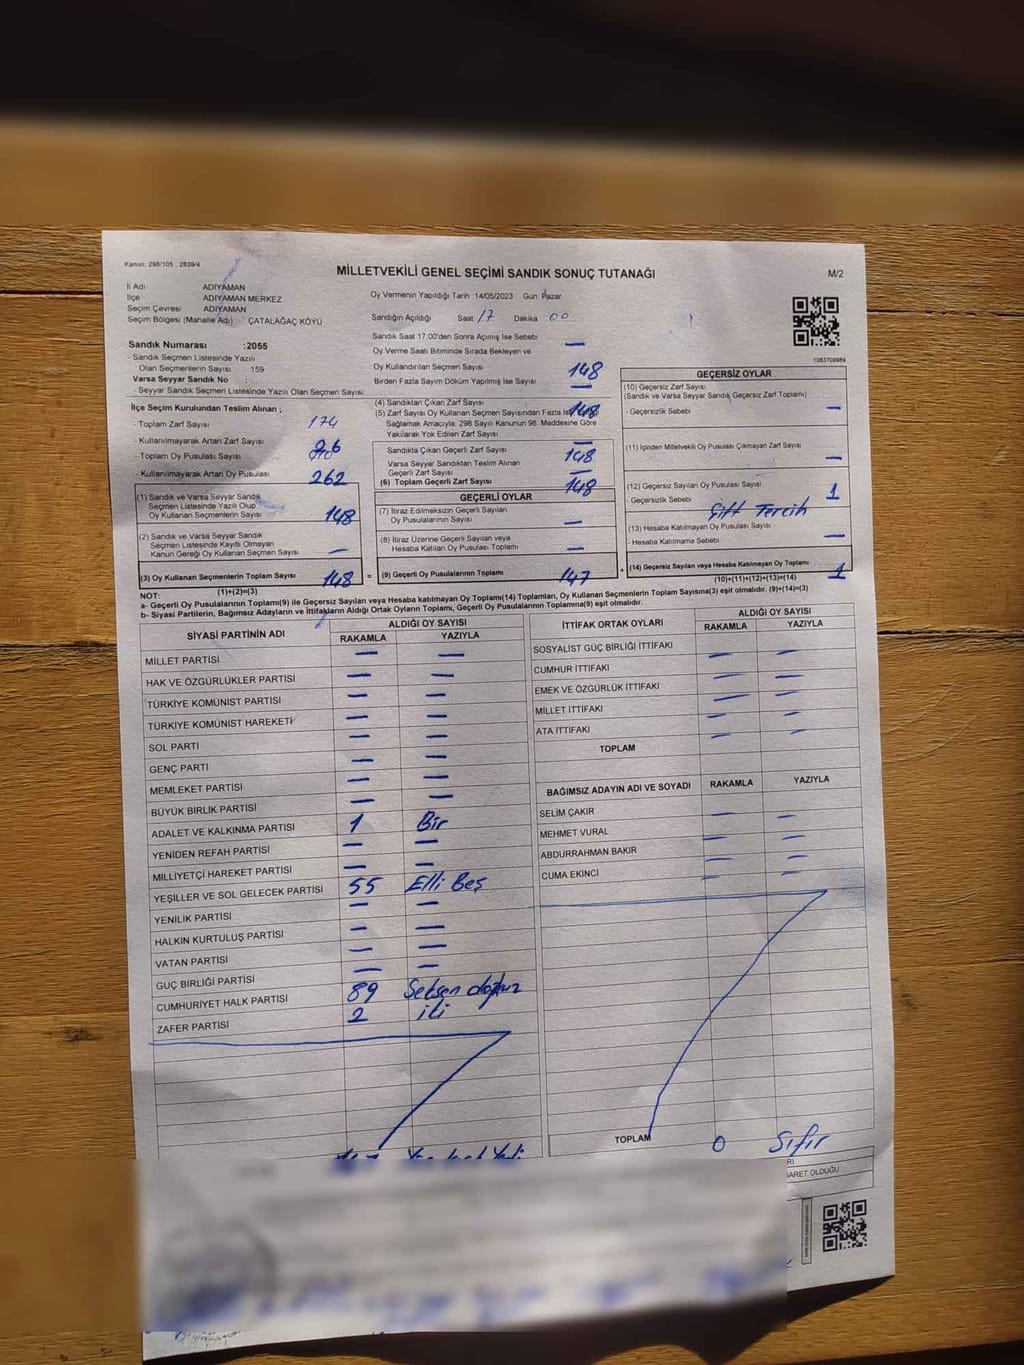 Kanun: 298/105 , 2839/4
MİLLETVEKİLİ GENEL SEÇİMİ SANDIK SONUÇ TUTANAĞI
M/2
İl Adı ADIYAMAN
İlçe ADIYAMAN MERKEZ
Seçim Çevresi ADIYAMAN
Seçim Bölgesi (Mahalle Adı) : ÇATALAĞAÇ KÖYÜ
Oy Vermenin Yapıldığı Tarih :14/05/2023 Gün: Pazar
Sandığın Açıldığı Saat 17 Dakika 00
1083709989
Sandık Numarası :2055
- Sandık Seçmen Listesinde Yazılı
Olan Seçmenlerin Sayısı : 159
Varsa Seyyar Sandık No :
- Seyyar Sandık Seçmen Listesinde Yazılı Olan Seçmen Sayısı:
Sandık Saat 17.00'den Sonra Açımış İse Sebebi —
Oy Verme Saati Bitiminde Sırada Bekleyen ve
Oy Kullandırılan Seçmen Sayısı 148
Birden Fazla Sayım Döküm Yapılmış İse Sayısı —
İlçe Seçim Kurulundan Teslim Alınan ;
- Toplam Zarf Sayısı 174
- Kullanılmayarak Artan Zarf Sayısı
- Toplam Oy Pusulası Sayısı
- Kullanılmayarak Artan Oy Pusulası 262
(4) Sandıktan Çıkan Zarf Sayısı 148
(5) Zarf Sayısı Oy Kullanan Seçmen Sayısından Fazla
Sağlamak Amacıyla, 298 Sayılı Kanunun 98. Maddesine Göre
Yakılarak Yok Edilen Zarf Sayısı —
Sandıkta Çıkan Geçerli Zarf Sayısı 148
Varsa Seyyar Sandıktan Teslim Alınan
Geçerli Zarf Sayısı —
(6) Toplam Geçerli Zarf Sayısı 148
GEÇERSİZ OYLAR
(10) Geçersiz Zarf Sayısı
(Sandık ve Varsa Seyyar Sandık Geçersiz Zarf Toplamı)
- Geçersizlik Sebebi —
(11) İçinden Milletvekili Oy Pusulası Çıkmayan Zarf Sayısı —
(12) Geçersiz Sayılan Oy Pusulası Sayısı 1
- Geçersizlik Sebebi Çift Tercih
(13) Hesaba Katılmayan Oy Pusulası Sayısı
- Hesaba Katılmama Sebebi —
(14) Geçersiz Sayılan veya Hesaba Katılmayan Oy Toplamı 1
(10)+(11)+(12)+(13)=(14)
(1) Sandık ve Varsa Seyyar Sandık
Seçmen Listesinde Yazılı Olup
Oy Kullanan Seçmenlerin Sayısı 148
(2) Sandık ve Varsa Seyyar Sandık
Seçmen Listesinde Kayıtlı Olmayan
Kanun Gereği Oy Kullanan Seçmen Sayısı —
(3) Oy Kullanan Seçmenlerin Toplam Sayısı 148 =
(1)+(2)=(3)
GEÇERLİ OYLAR
(7) İtiraz Edilmeksizin Geçerli Sayılan
Oy Pusulalarının Sayısı —
(8) İtiraz Üzerine Geçerli Sayılan veya
Hesaba Katılan Oy Pusulası Toplamı —
(9) Geçerli Oy Pusulalarının Toplamı 147 +
NOT:
a- Geçerli Oy Pusulalarının Toplamı(9) ile Geçersiz Sayılan veya Hesaba katılmayan Oy Toplamı(14) Toplamları, Oy Kullanan Seçmenlerin Toplam Sayısına(3) eşit olmalıdır. (9)+(14)=(3)
b- Siyasi Partilerin, Bağımsız Adayların ve İttifakların Aldığı Ortak Oyların Toplamı, Geçerli Oy Pusulalarının Toplamına(9) eşit olmalıdır.
SİYASİ PARTİNİN ADI ALDIĞI OY SAYISI
RAKAMLA YAZIYLA
MİLLET PARTİSİ — —
HAK VE ÖZGÜRLÜKLER PARTİSİ — —
TÜRKİYE KOMÜNİST PARTİSİ — —
TÜRKİYE KOMÜNİST HAREKETİ — —
SOL PARTİ — —
GENÇ PARTİ — —
MEMLEKET PARTİSİ — —
BÜYÜK BİRLİK PARTİSİ — —
ADALET VE KALKINMA PARTİSİ 1 Bir
YENİDEN REFAH PARTİSİ — —
MİLLİYETÇİ HAREKET PARTİSİ — —
YEŞİLLER VE SOL GELECEK PARTİSİ 55 Elli Beş
YENİLİK PARTİSİ — —
HALKIN KURTULUŞ PARTİSİ — —
VATAN PARTİSİ — —
GÜÇ BİRLİĞİ PARTİSİ — —
CUMHURİYET HALK PARTİSİ 89 Seksen dokuz
ZAFER PARTİSİ 2 iki
İTTİFAK ORTAK OYLARI ALDIĞI OY SAYISI
RAKAMLA YAZIYLA
SOSYALİST GÜÇ BİRLİĞİ İTTİFAKI — —
CUMHUR İTTİFAKI — —
EMEK VE ÖZGÜRLÜK İTTİFAKI — —
MİLLET İTTİFAKI — —
ATA İTTİFAKI — —
TOPLAM
BAĞIMSIZ ADAYIN ADI VE SOYADI RAKAMLA YAZIYLA
SELİM ÇAKIR — —
MEHMET VURAL — —
ABDURRAHMAN BAKIR — —
CUMA EKİNCİ — —
TOPLAM 0 Sıfır